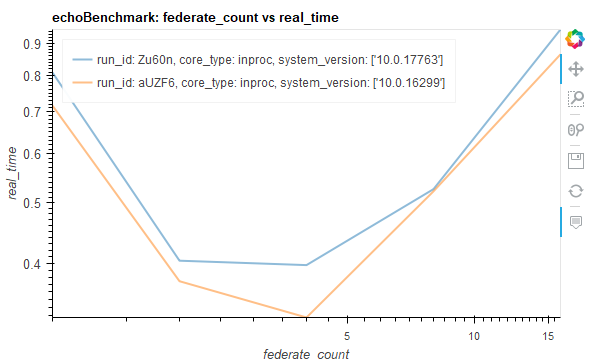 echoBenchmark: federate_count vs real_time
run_id: Zu60n, core_type: inproc, system_version: ['10.0.17763']
run_id: aUZF6, core_type: inproc, system_version: ['10.0.16299']
0.9
0.8
0.7
0.6
0.5
0.4
real_time
5
10
15
federate_count